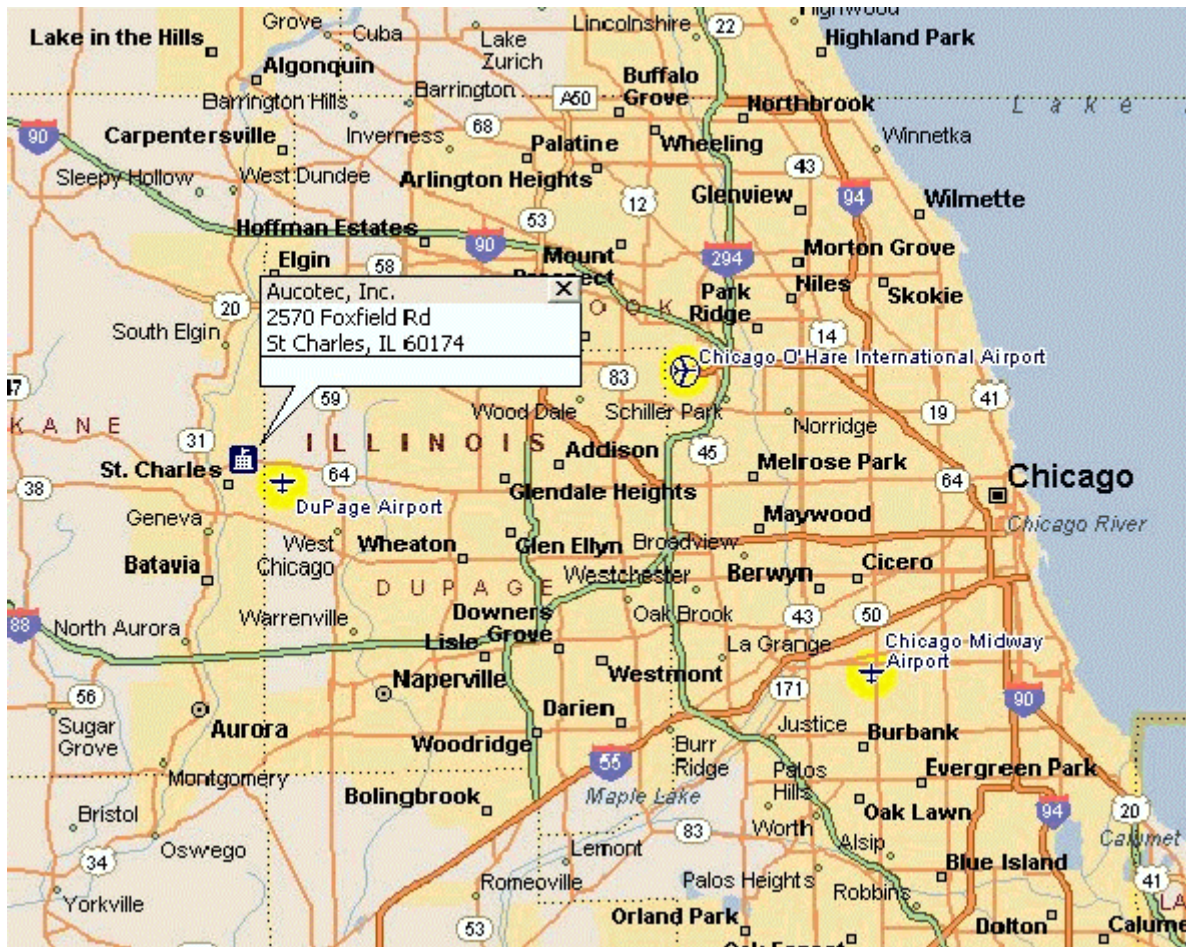 Grove
Cuba
Lake
Zurich
Lincolnshire
22
Highwood
Lake in the Hills
Highland Park
Algonquin
Buffalo
Grove
Barrington Hills
Barrington
A50
Northbrook
L a k e
90
Carpentersville
Inverness
68
Palatine
Wheeling
Winnetka
Sleepy Hollow
West Dundee
Arlington Heights
43
Glenview
12
94
Wilmette
53
Hoffman Estates
90
Mount
Prospect
294
Morton Grove
Elgin
58
Niles
Skokie
Park
Ridge
20
Aucotec, Inc.
2570 Foxfield Rd
St Charles, IL 60174
O O K
South Elgin
14
Chicago O'Hare International Airport
47
83
59
Wood Dale
Schiller Park
19
41
K A N E
31
I L L I N O I S
Norridge
Addison
45
St. Charles
64
Melrose Park
64
Chicago
38
DuPage Airport
Glendale Heights
Geneva
Maywood
Chicago River
West
Chicago
Wheaton
Glen Ellyn
Broadview
Batavia
Westchester
Berwyn
Cicero
D U P A G E
Warrenville
Downers
Grove
Oak Brook
43
50
88
North Aurora
Lisle
La Grange
Chicago Midway
Airport
Naperville
Westmont
56
171
90
Sugar
Grove
Aurora
Darien
Justice
Burbank
Woodridge
55
Burr
Ridge
Montgomery
Palos
Hills
Evergreen Park
Bolingbrook
Maple Lake
Oak Lawn
94
20
Bristol
83
Worth
Calumet
Oswego
Lemont
Alsip
Blue Island
34
41
Romeoville
Palos Heights
Robbins
LA
Yorkville
53
Orland Park
Dolton
Calume
Oak Forest